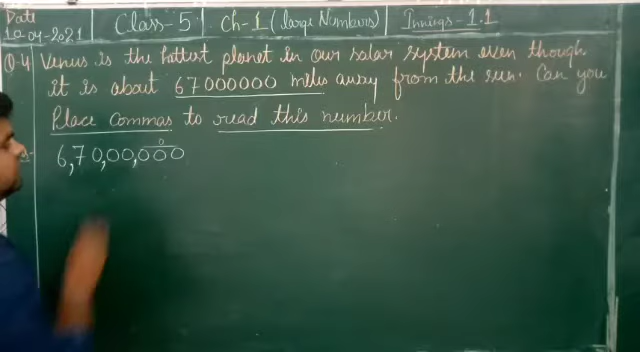 Date
10-04-2021 Class-5 Ch-1 (large Numbers) Innings-1.1
Q.4 Venus is the hottest planet in our solar system even though
it is about 67000000 miles away from the sun. Can you
Place commas to read this number.
6,70,00,000